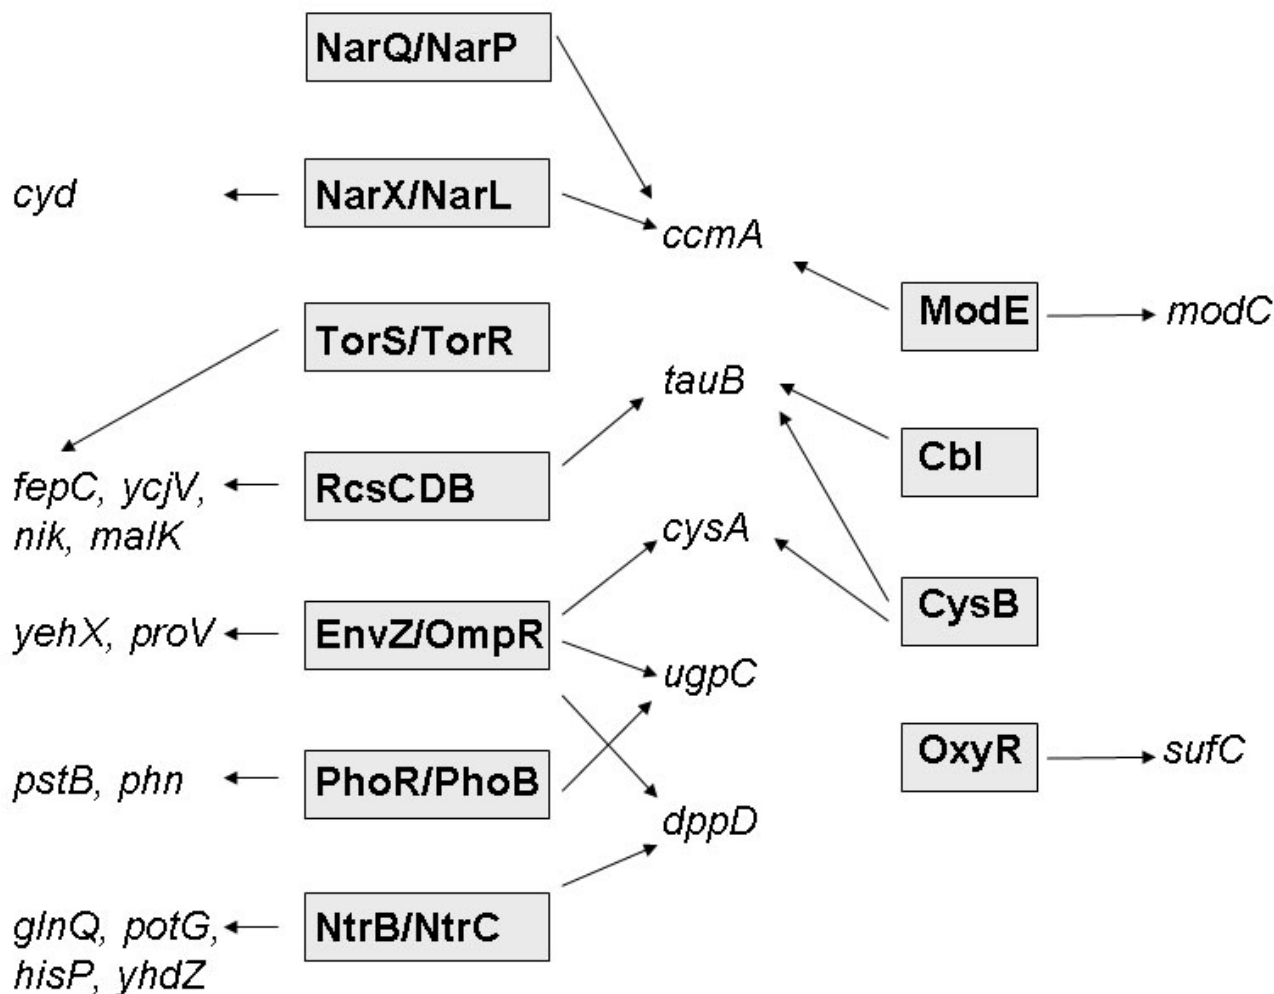 NarQ/NarP
cyd
NarX/NarL
ccmA
ModE
modC
TorS/TorR
tauB
Cbl
fepC, ycjV,
nik, malK
RcsCDB
cysA
CysB
yehX, proV
EnvZ/OmpR
ugpC
OxyR
sufC
pstB, phn
PhoR/PhoB
dppD
glnQ, potG,
hisP, yhdZ
NtrB/NtrC